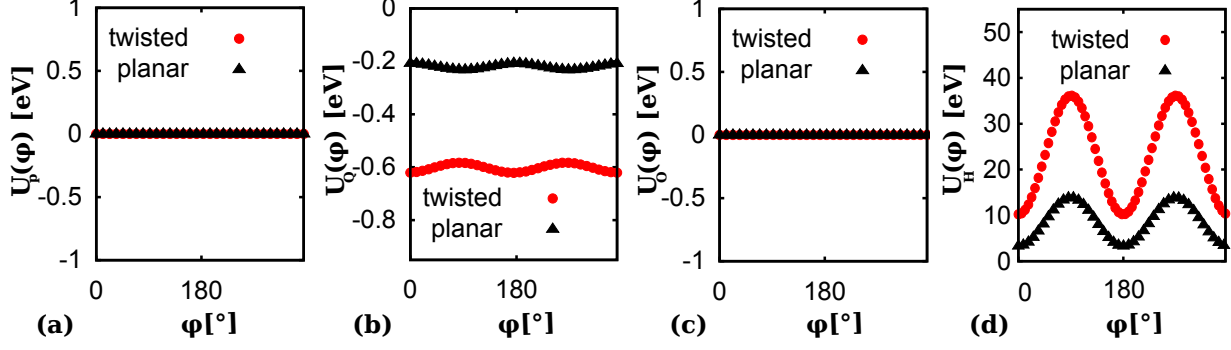 U_p(φ) [eV]
1
0.5
0
-0.5
-1
twisted
planar
0
180
(a)
φ[°]
U_Q(φ) [eV]
0
-0.2
-0.4
-0.6
-0.8
twisted
planar
0
180
(b)
φ[°]
U_O(φ) [eV]
1
0.5
0
-0.5
-1
twisted
planar
0
180
(c)
φ[°]
U_H(φ) [eV]
50
40
30
20
10
0
twisted
planar
0
180
(d)
φ[°]